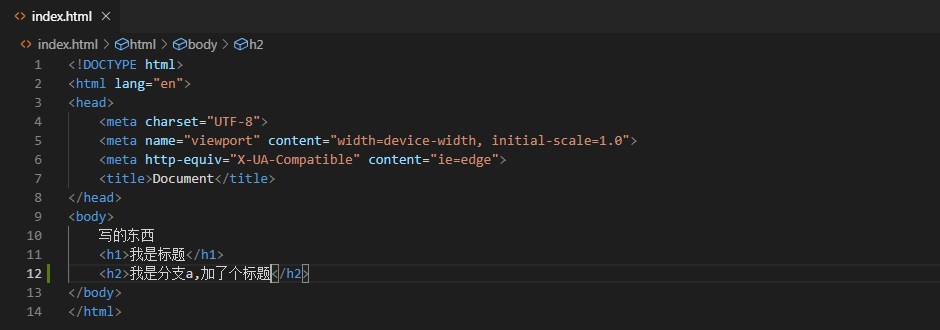 index.html
index.html > html > body > h2
1 <!DOCTYPE html>
2 <html lang="en">
3 <head>
4 <meta charset="UTF-8">
5 <meta name="viewport" content="width=device-width, initial-scale=1.0">
6 <meta http-equiv="X-UA-Compatible" content="ie=edge">
7 <title>Document</title>
8 </head>
9 <body>
10 写的东西
11 <h1>我是标题</h1>
12 <h2>我是分支a,加了个标题</h2>
13 </body>
14 </html>